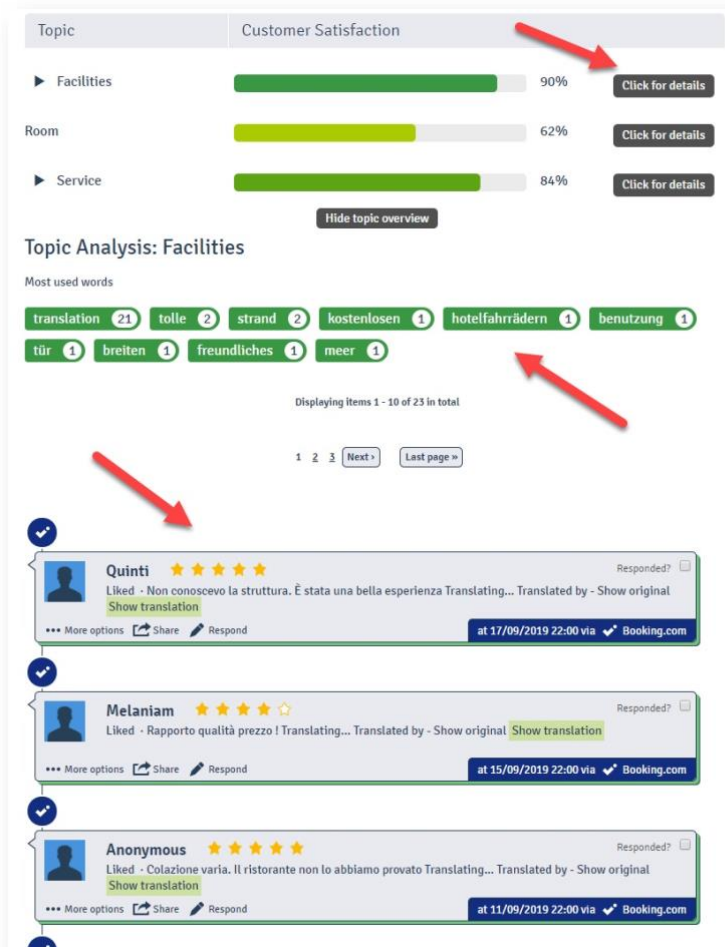 Topic Customer Satisfaction
Facilities 90% Click for details
Room 62% Click for details
Service 84% Click for details
Hide topic overview
Topic Analysis: Facilities
Most used words
translation 21 tolle 2 strand 2 kostenlosen 1 hotelfahrrädern 1 benutzung 1
tür 1 breiten 1 freundliches 1 meer 1
Displaying items 1 - 10 of 23 in total
1 2 3 Next › Last page »
Quinti Responded?
Liked - Non conoscevo la struttura. È stata una bella esperienza Translating... Translated by - Show original
Show translation
••• More options Share Respond at 17/09/2019 22:00 via Booking.com
Melaniam Responded?
Liked - Rapporto qualità prezzo ! Translating... Translated by - Show original Show translation
••• More options Share Respond at 15/09/2019 22:00 via Booking.com
Anonymous Responded?
Liked - Colazione varia. Il ristorante non lo abbiamo provato Translating... Translated by - Show original
Show translation
••• More options Share Respond at 11/09/2019 22:00 via Booking.com